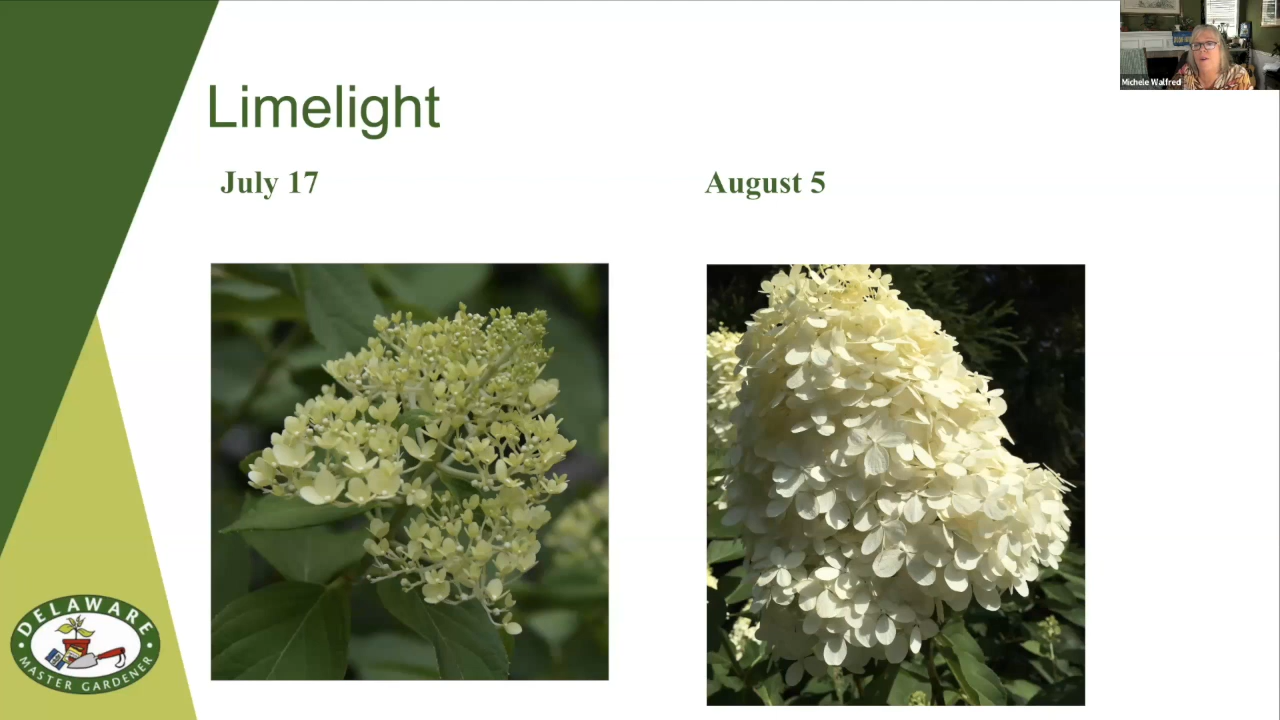 Limelight
July 17
August 5
Michele Walfred
DELAWARE
MASTER GARDENER